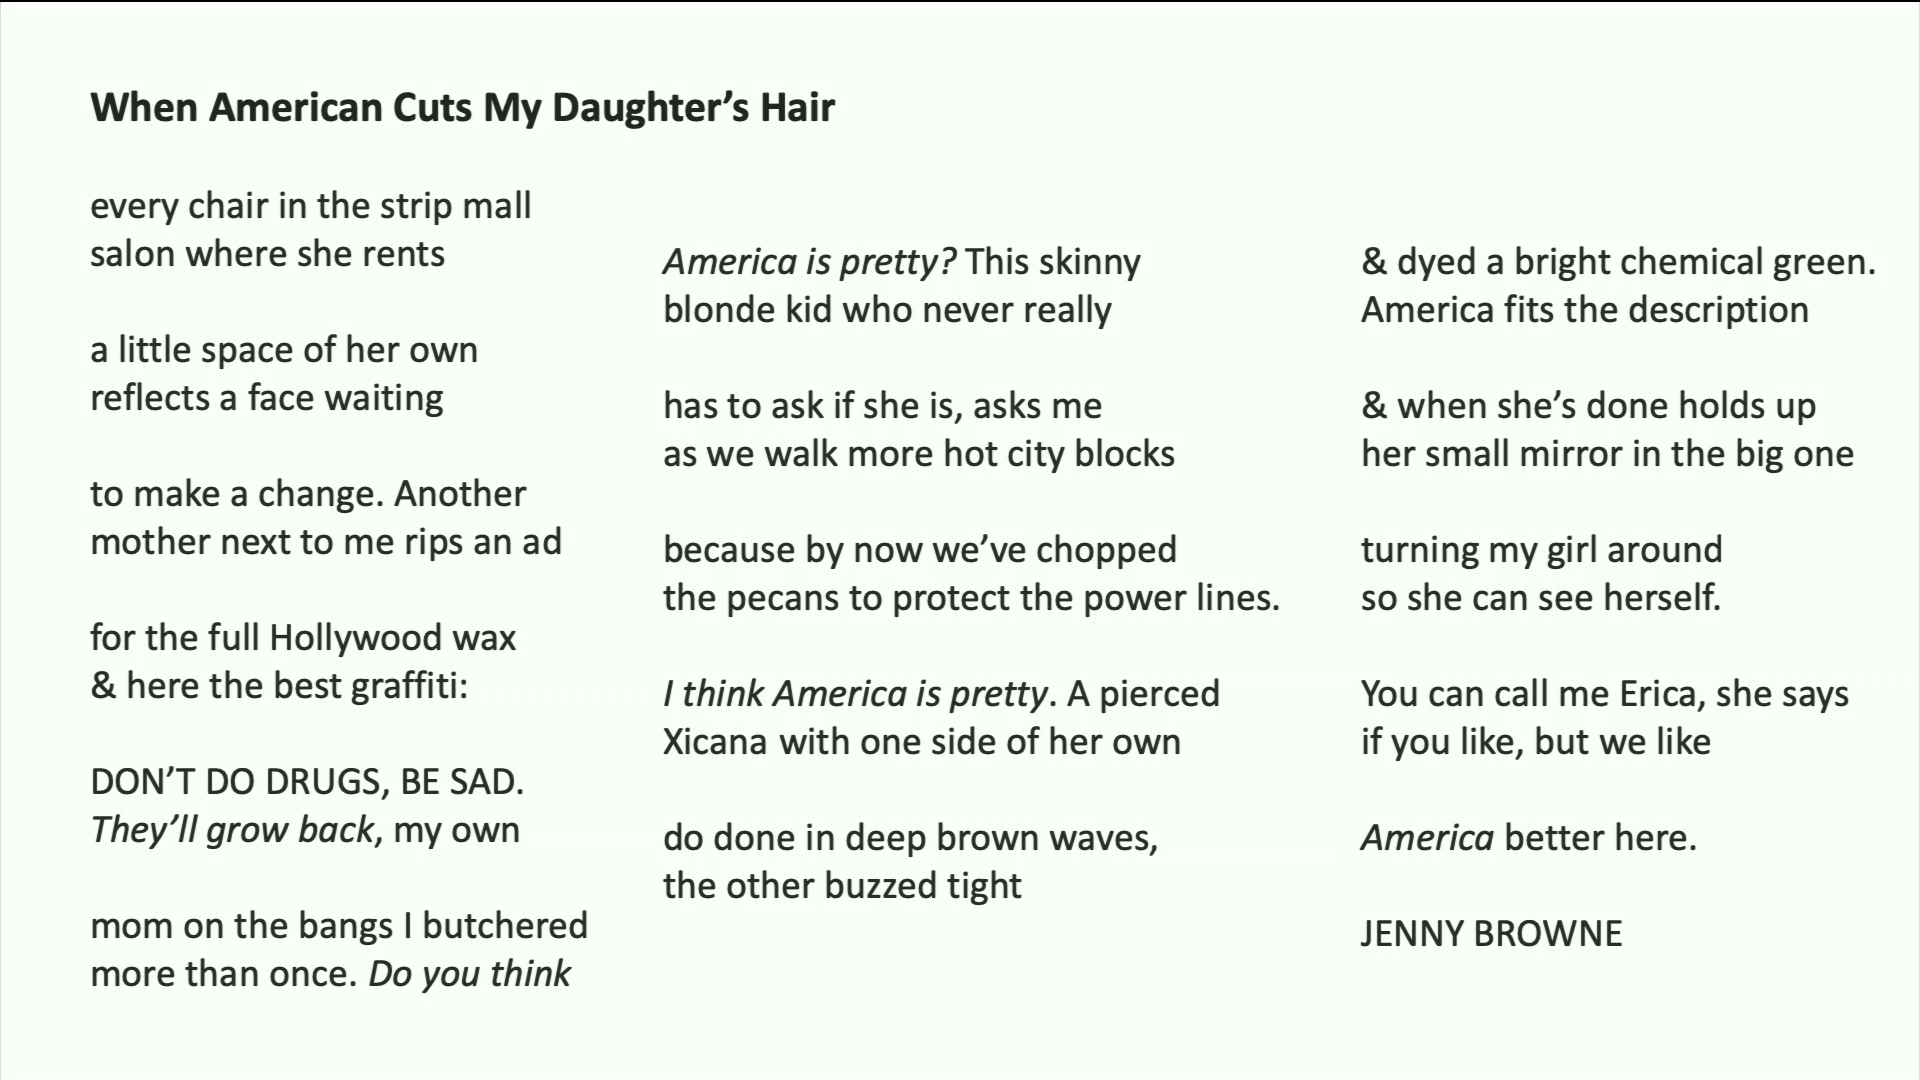 When American Cuts My Daughter’s Hair
every chair in the strip mall
salon where she rents
a little space of her own
reflects a face waiting
to make a change. Another
mother next to me rips an ad
for the full Hollywood wax
& here the best graffiti:
DON’T DO DRUGS, BE SAD.
They’ll grow back, my own
mom on the bangs I butchered
more than once. Do you think
America is pretty? This skinny
blonde kid who never really
has to ask if she is, asks me
as we walk more hot city blocks
because by now we’ve chopped
the pecans to protect the power lines.
I think America is pretty. A pierced
Xicana with one side of her own
do done in deep brown waves,
the other buzzed tight
& dyed a bright chemical green.
America fits the description
& when she’s done holds up
her small mirror in the big one
turning my girl around
so she can see herself.
You can call me Erica, she says
if you like, but we like
America better here.
JENNY BROWNE